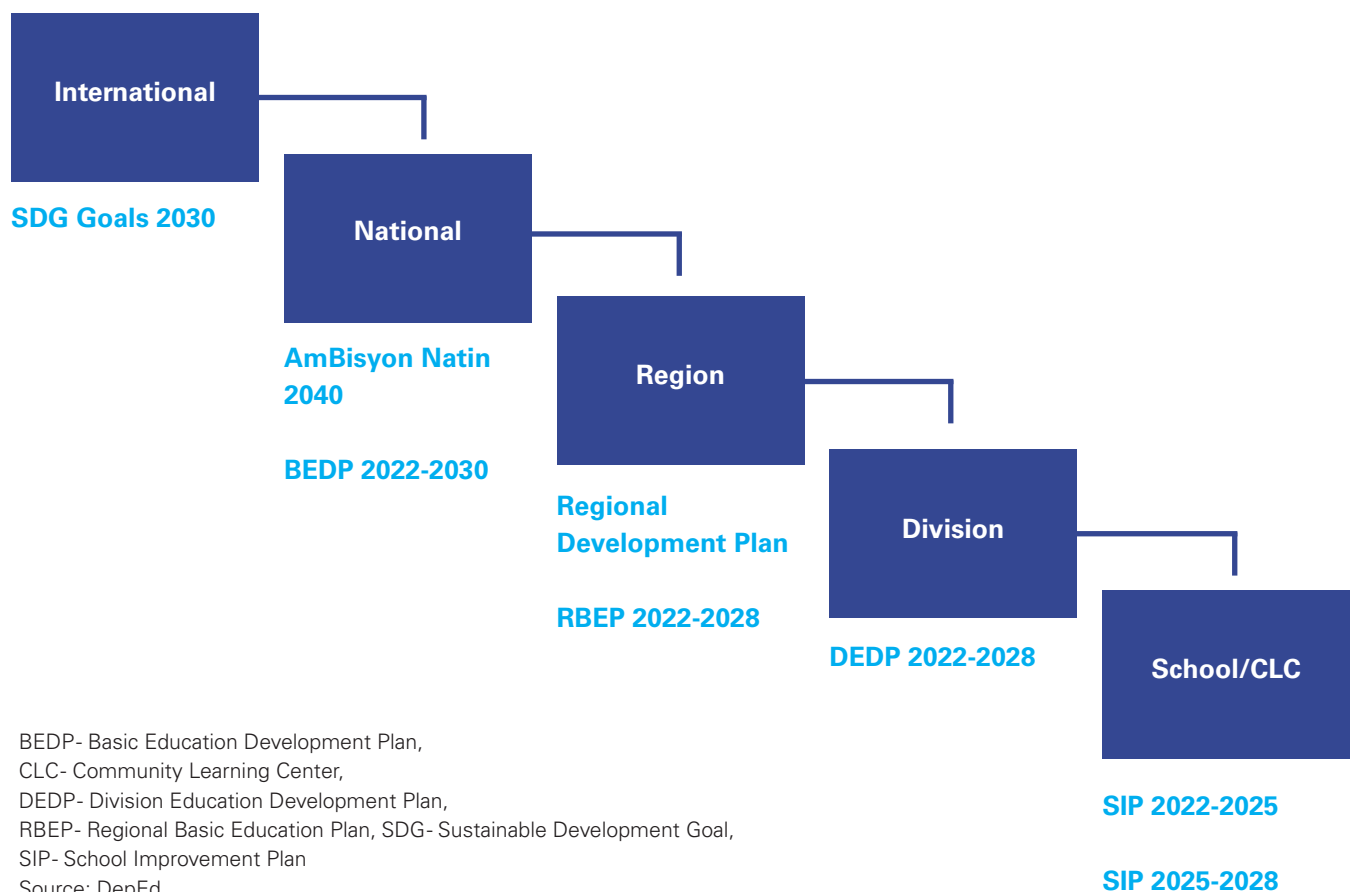 International
SDG Goals 2030
National
AmBisyon Natin
2040
BEDP 2022-2030
Region
Regional
Development Plan
RBEP 2022-2028
Division
DEDP 2022-2028
School/CLC
SIP 2022-2025
SIP 2025-2028
BEDP- Basic Education Development Plan,
CLC- Community Learning Center,
DEDP- Division Education Development Plan,
RBEP- Regional Basic Education Plan, SDG- Sustainable Development Goal,
SIP- School Improvement Plan
Source: DepEd